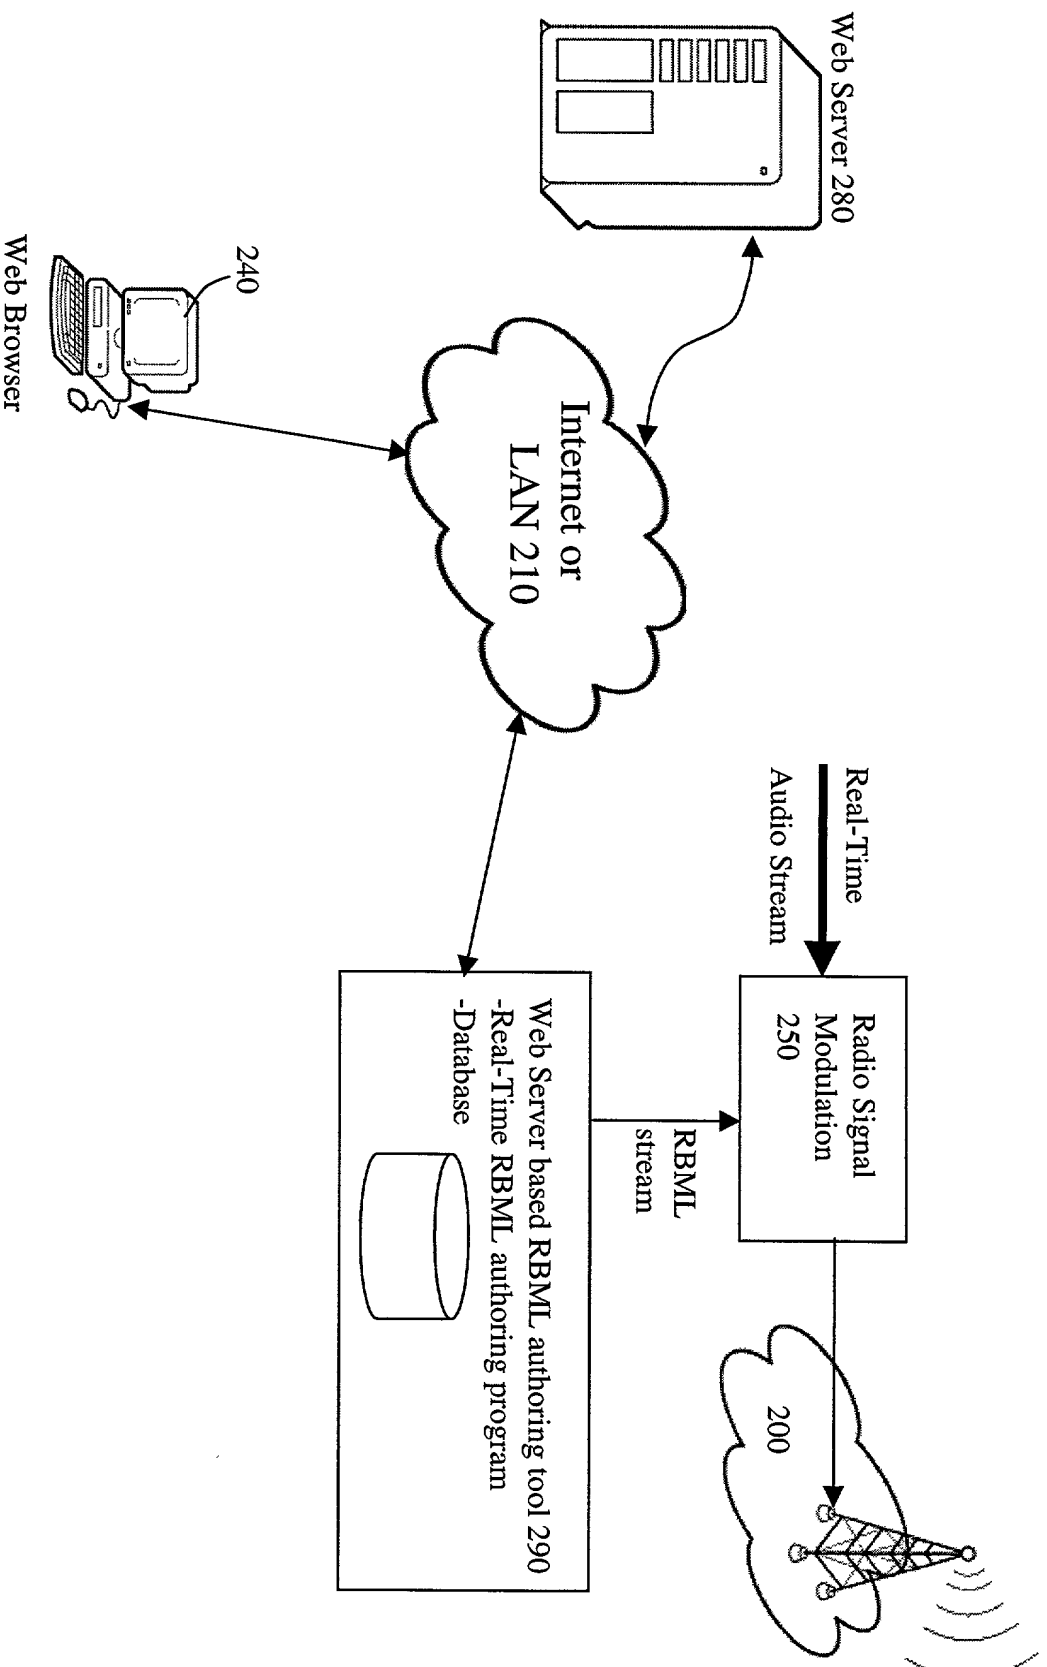 Web Server 280
Real-Time
Audio Stream
Radio Signal
Modulation
250
200
Internet or
LAN 210
RBML
stream
240
Web Browser
Web Server based RBML authoring tool 290
-Real-Time RBML authoring program
-Database